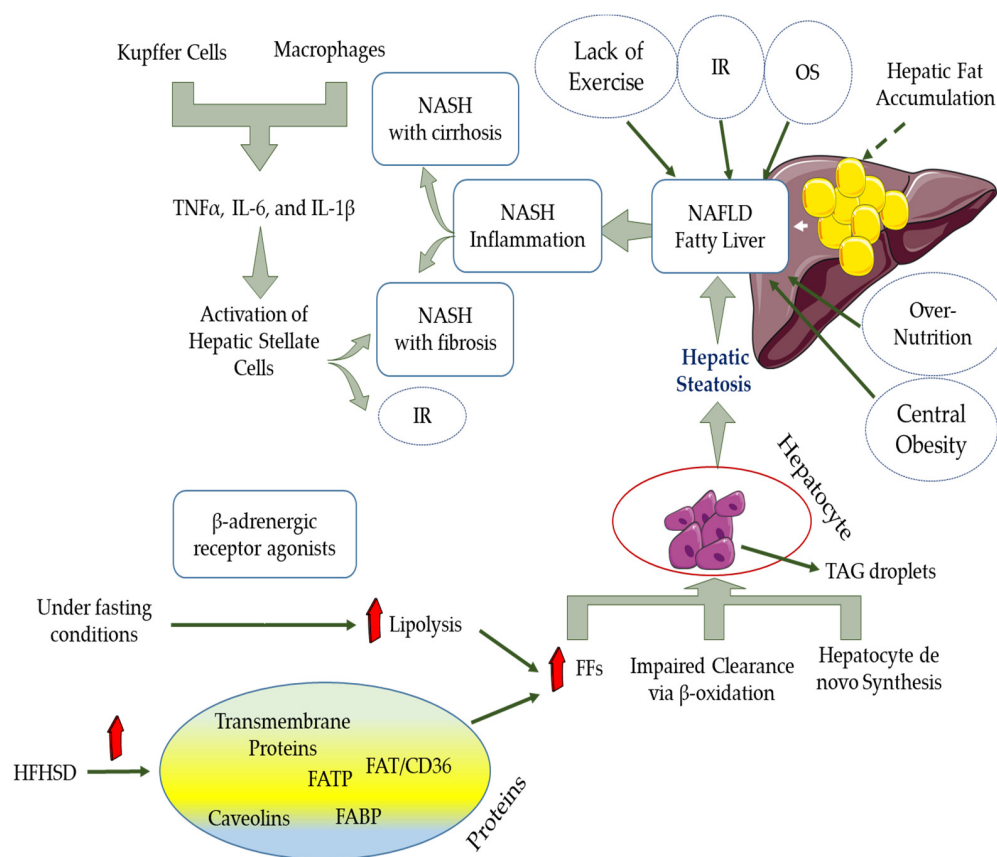 Kupffer Cells
Macrophages
TNFα, IL-6, and IL-1β
Activation of
Hepatic Stellate
Cells
NASH
with cirrhosis
NASH
Inflammation
NASH
with fibrosis
IR
Lack of
Exercise
IR
OS
Hepatic Fat
Accumulation
NAFLD
Fatty Liver
Over-
Nutrition
Central
Obesity
Hepatic
Steatosis
Hepatocyte
TAG droplets
β-adrenergic
receptor agonists
Under fasting
conditions
Lipolysis
FFs
Impaired Clearance
via β-oxidation
Hepatocyte de
novo Synthesis
HFHSD
Transmembrane
Proteins
FATP
FAT/CD36
Caveolins
FABP
Proteins